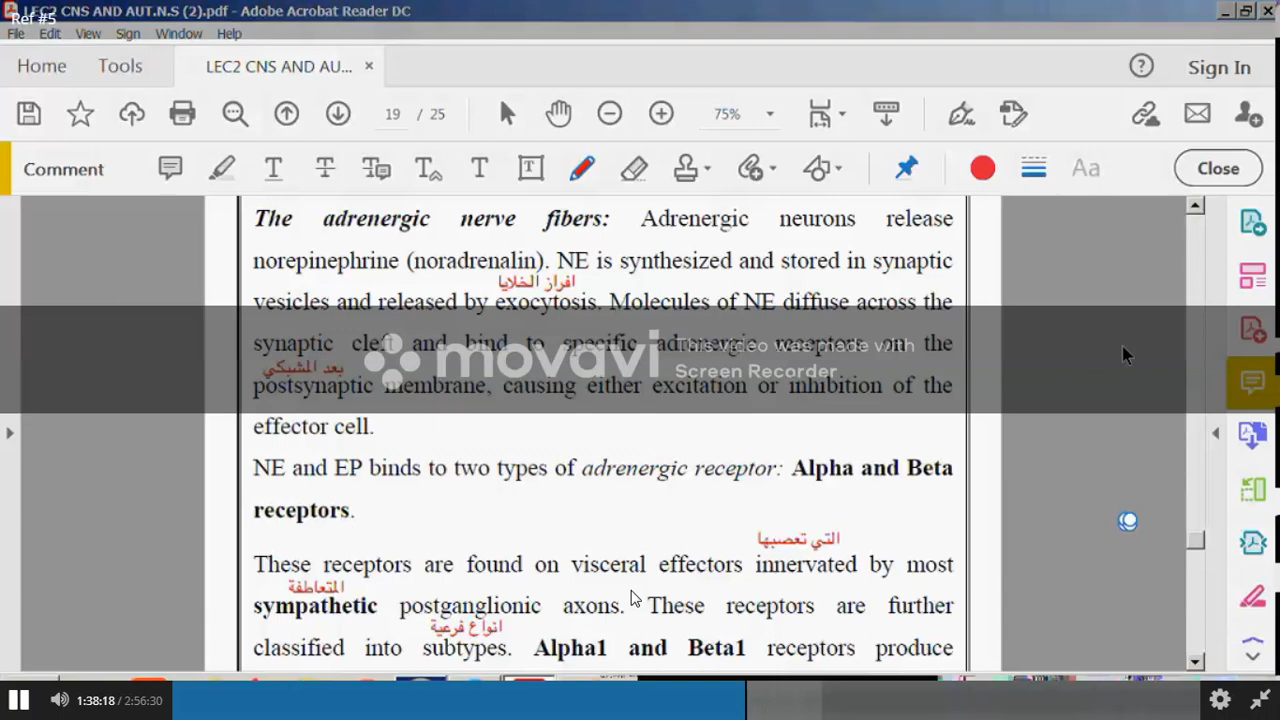 Ref #5
LEC2 CNS AND AUT.N.S (2).pdf - Adobe Acrobat Reader DC
File Edit View Sign Window Help
Home Tools LEC2 CNS AND AU... × Sign In
19 / 25 75%
Comment Close
The adrenergic nerve fibers: Adrenergic neurons release
norepinephrine (noradrenalin). NE is synthesized and stored in synaptic
افراز الخلايا
vesicles and released by exocytosis. Molecules of NE diffuse across the
synaptic cleft and bind to specific adrenergic receptors on the
بعد المشبكي
postsynaptic membrane, causing either excitation or inhibition of the
movavi
This video was made with
Screen Recorder
effector cell.
NE and EP binds to two types of adrenergic receptor: Alpha and Beta
receptors.
التي تعصبها
These receptors are found on visceral effectors innervated by most
المتعاطفة
sympathetic postganglionic axons. These receptors are further
انواع فرعية
classified into subtypes. Alpha1 and Beta1 receptors produce
1:38:18 / 2:56:30